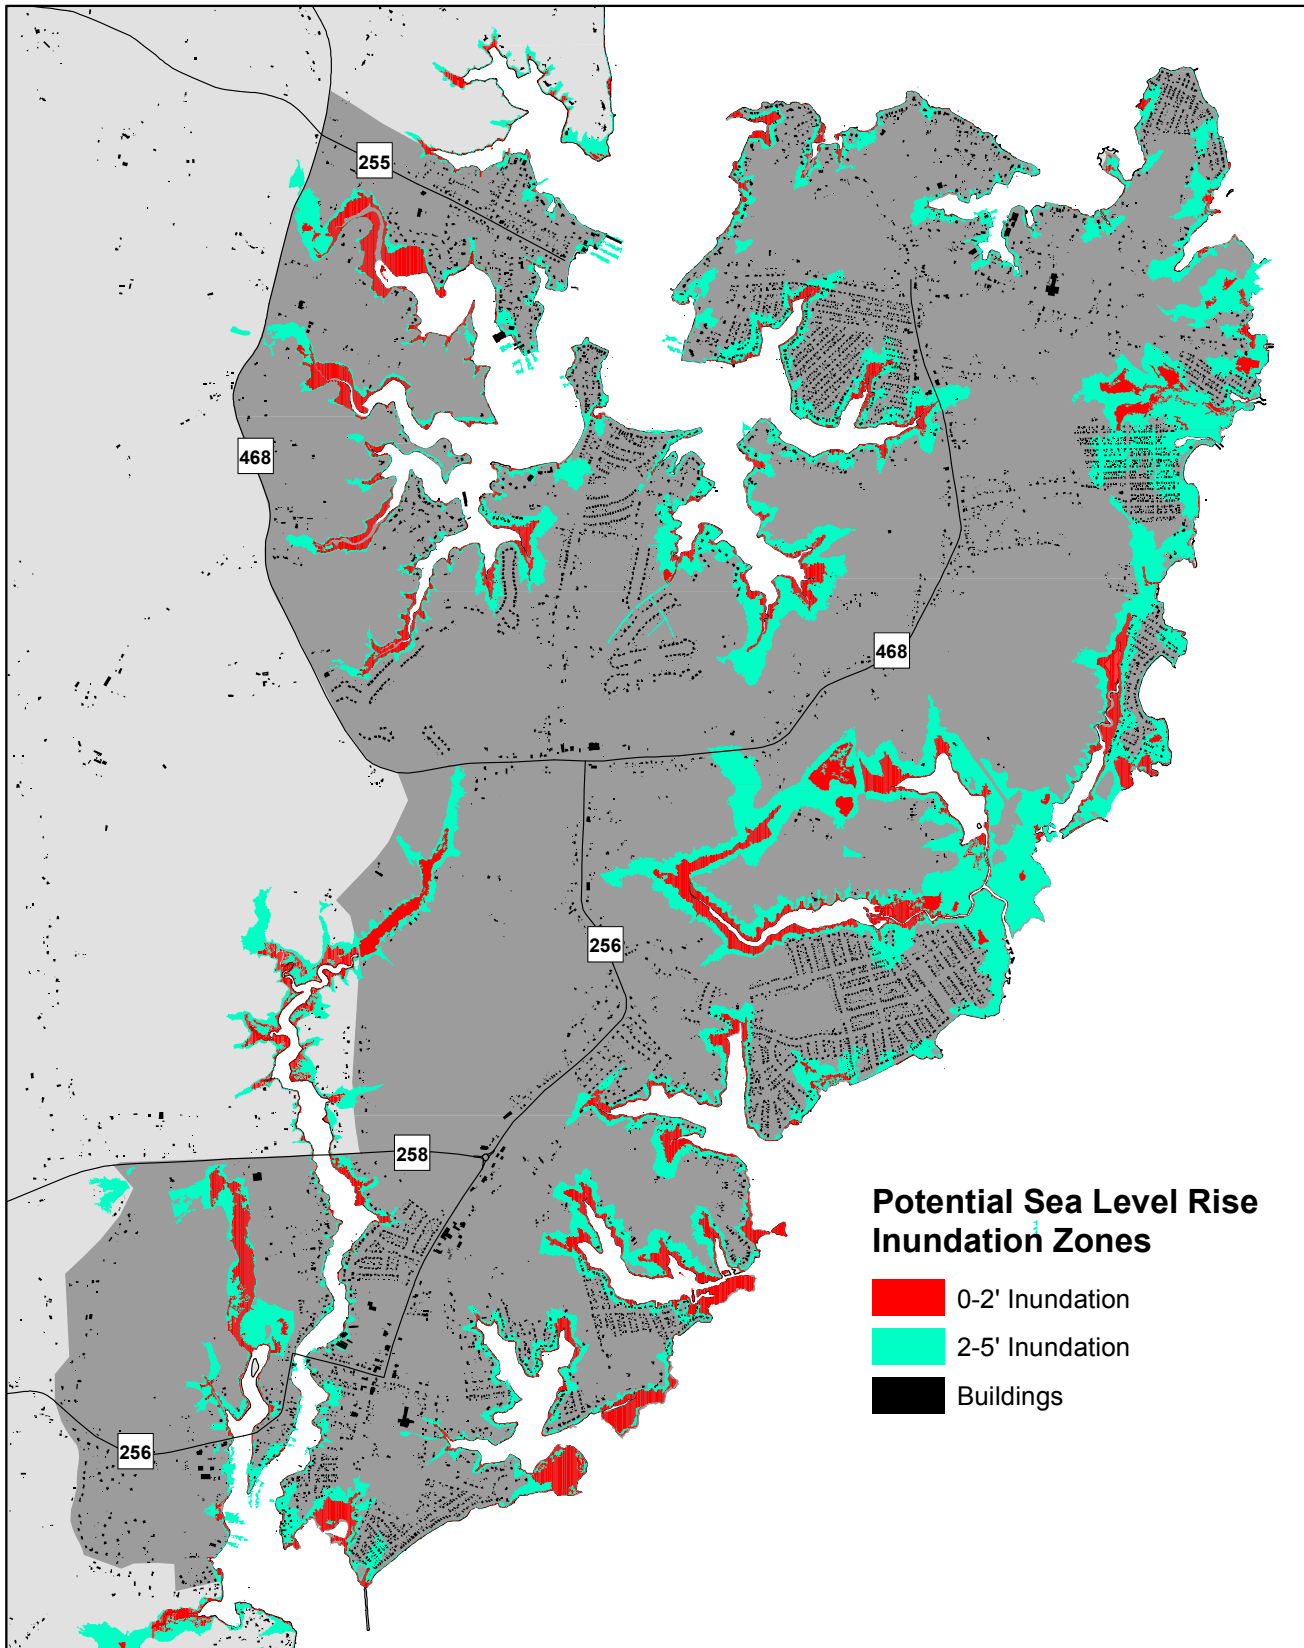 255
468
468
256
258
256
Potential Sea Level Rise
Inundation Zones
0-2' Inundation
2-5' Inundation
Buildings